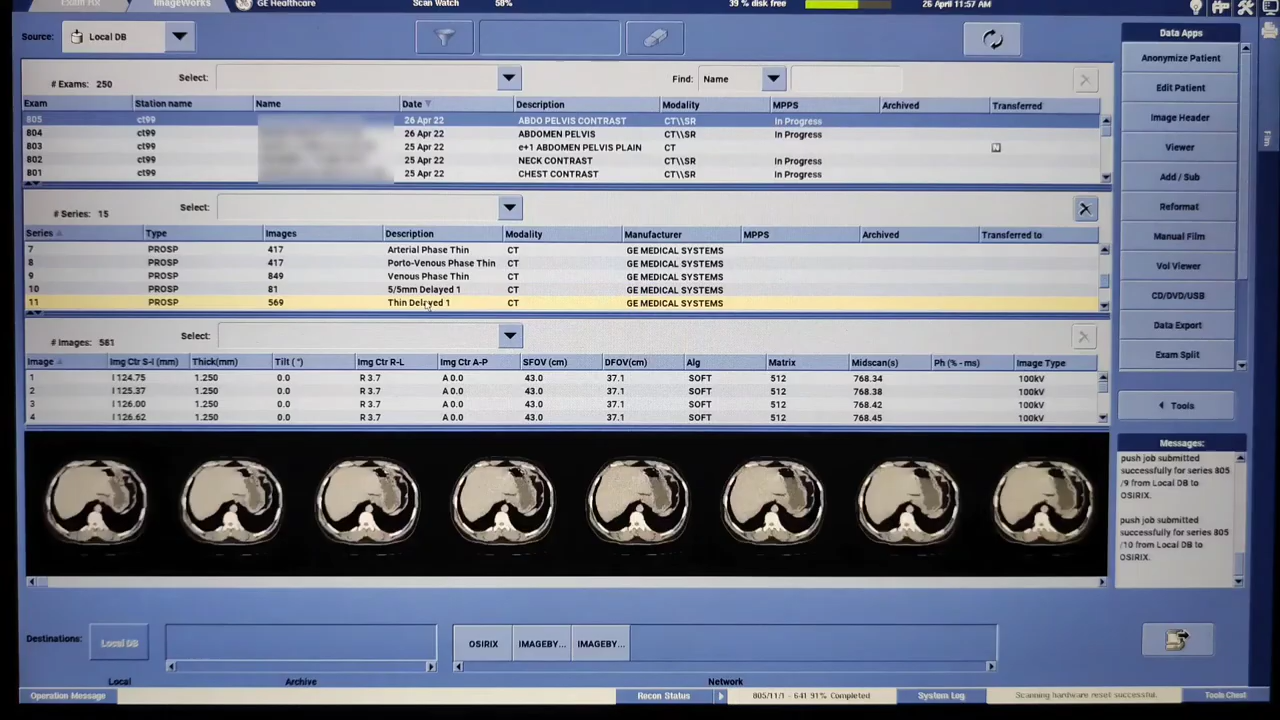 Exam Rx ImageWorks GE Healthcare Scan Watch 58% 39 % disk free 26 April 11:57 AM
Source: Local DB
# Exams: 250 Select: Find: Name
Exam Station name Name Date Description Modality MPPS Archived Transferred
805 ct99 26 Apr 22 ABDO PELVIS CONTRAST CT\\SR In Progress
804 ct99 26 Apr 22 ABDOMEN PELVIS CT\\SR In Progress
803 ct99 25 Apr 22 e+1 ABDOMEN PELVIS PLAIN CT N
802 ct99 25 Apr 22 NECK CONTRAST CT\\SR In Progress
801 ct99 25 Apr 22 CHEST CONTRAST CT\\SR In Progress
# Series: 15 Select:
Series Type Images Description Modality Manufacturer MPPS Archived Transferred to
7 PROSP 417 Arterial Phase Thin CT GE MEDICAL SYSTEMS
8 PROSP 417 Porto-Venous Phase Thin CT GE MEDICAL SYSTEMS
9 PROSP 849 Venous Phase Thin CT GE MEDICAL SYSTEMS
10 PROSP 81 5/5mm Delayed 1 CT GE MEDICAL SYSTEMS
11 PROSP 569 Thin Delayed 1 CT GE MEDICAL SYSTEMS
# Images: 581 Select:
Image Img Ctr S-I (mm) Thick(mm) Tilt ( °) Img Ctr R-L Img Ctr A-P SFOV (cm) DFOV(cm) Alg Matrix Midscan(s) Ph (% - ms) Image Type
1 I 124.75 1.250 0.0 R 3.7 A 0.0 43.0 37.1 SOFT 512 768.34 100kV
2 I 125.37 1.250 0.0 R 3.7 A 0.0 43.0 37.1 SOFT 512 768.38 100kV
3 I 126.00 1.250 0.0 R 3.7 A 0.0 43.0 37.1 SOFT 512 768.42 100kV
4 I 126.62 1.250 0.0 R 3.7 A 0.0 43.0 37.1 SOFT 512 768.45 100kV
Destinations: Local DB OSIRIX IMAGEBY... IMAGEBY...
Local Archive Network
Operation Message Recon Status 805/11/1 - 641 91% Completed System Log Scanning hardware reset successful. Tools Chest
Data Apps
Anonymize Patient
Edit Patient
Image Header
Viewer
Add / Sub
Reformat
Manual Film
Vol Viewer
CD/DVD/USB
Data Export
Exam Split
Tools
Messages:
push job submitted
successfully for series 805
/9 from Local DB to
OSIRIX.
push job submitted
successfully for series 805
/10 from Local DB to
OSIRIX.
Film